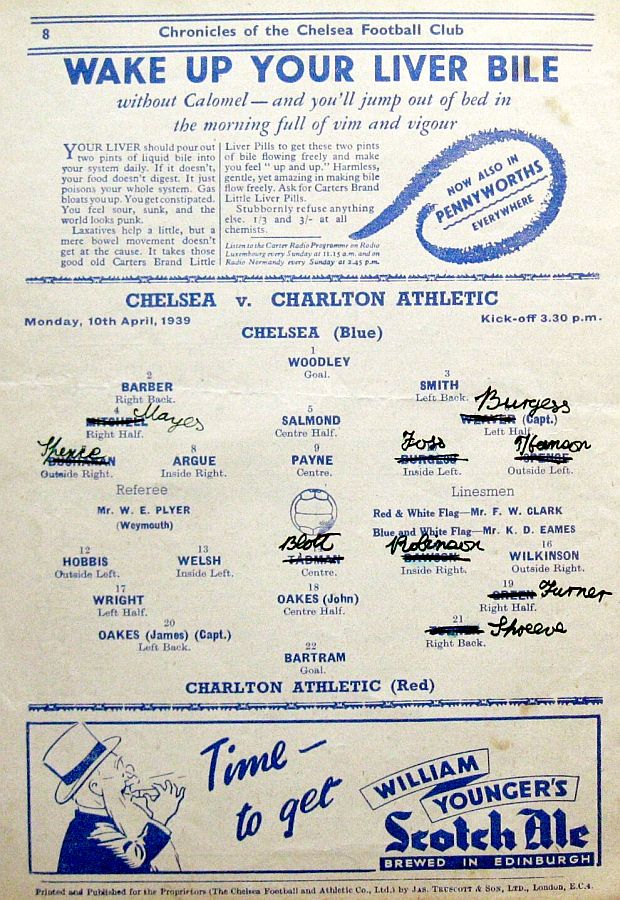 8
Chronicles of the Chelsea Football Club
WAKE UP YOUR LIVER BILE
without Calomel — and you'll jump out of bed in
the morning full of vim and vigour
YOUR LIVER should pour out
two pints of liquid bile into
your system daily. If it doesn't,
your food doesn't digest. It just
poisons your whole system. Gas
bloats you up. You get constipated.
You feel sour, sunk, and the
world looks punk.
Laxatives help a little, but a
mere bowel movement doesn't
get at the cause. It takes those
good old Carters Brand Little
Liver Pills to get these two pints
of bile flowing freely and make
you feel "up and up." Harmless,
gentle, yet amazing in making bile
flow freely. Ask for Carters Brand
Little Liver Pills.
Stubbornly refuse anything
else. 1/3 and 3/- at all
chemists.
Listen to the Carter Radio Programme on Radio
Luxembourg every Sunday at 11.15 a.m. and on
Radio Normandy every Sunday at 2.45 p.m.
NOW ALSO IN
PENNYWORTHS
EVERYWHERE
CHELSEA v. CHARLTON ATHLETIC
Monday, 10th April, 1939
Kick-off 3.30 p.m.
CHELSEA (Blue)
1
WOODLEY
Goal.
2
BARBER
Right Back.
3
SMITH
Left Back.
4
MITCHELL Mayes
Right Half.
5
SALMOND
Centre Half.
Burgess
WEAVER (Capt.)
Left Half.
Spence
BUCHANAN
Outside Right.
8
ARGUE
Inside Right.
9
PAYNE
Centre.
Foss
BURGESS
Inside Left.
SPENCE
Outside Left.
Referee
Mr. W. E. PLYER
(Weymouth)
Linesmen
Red & White Flag—Mr. F. W. CLARK
Blue and White Flag—Mr. K. D. EAMES
12
HOBBIS
Outside Left.
13
WELSH
Inside Left.
Blott
TADMAN
Centre.
Robinson
Inside Right.
16
WILKINSON
Outside Right.
17
WRIGHT
Left Half.
18
OAKES (John)
Centre Half.
19
GREEN Turner
Right Half.
20
OAKES (James) (Capt.)
Left Back.
21
Shreeve
Right Back.
22
BARTRAM
Goal.
CHARLTON ATHLETIC (Red)
Time —
to get
WILLIAM
YOUNGER'S
Scotch Ale
BREWED IN EDINBURGH
Printed and Published for the Proprietors (The Chelsea Football and Athletic Co., Ltd.) by JAS. TRUSCOTT & SON, LTD., London, E.C.4.